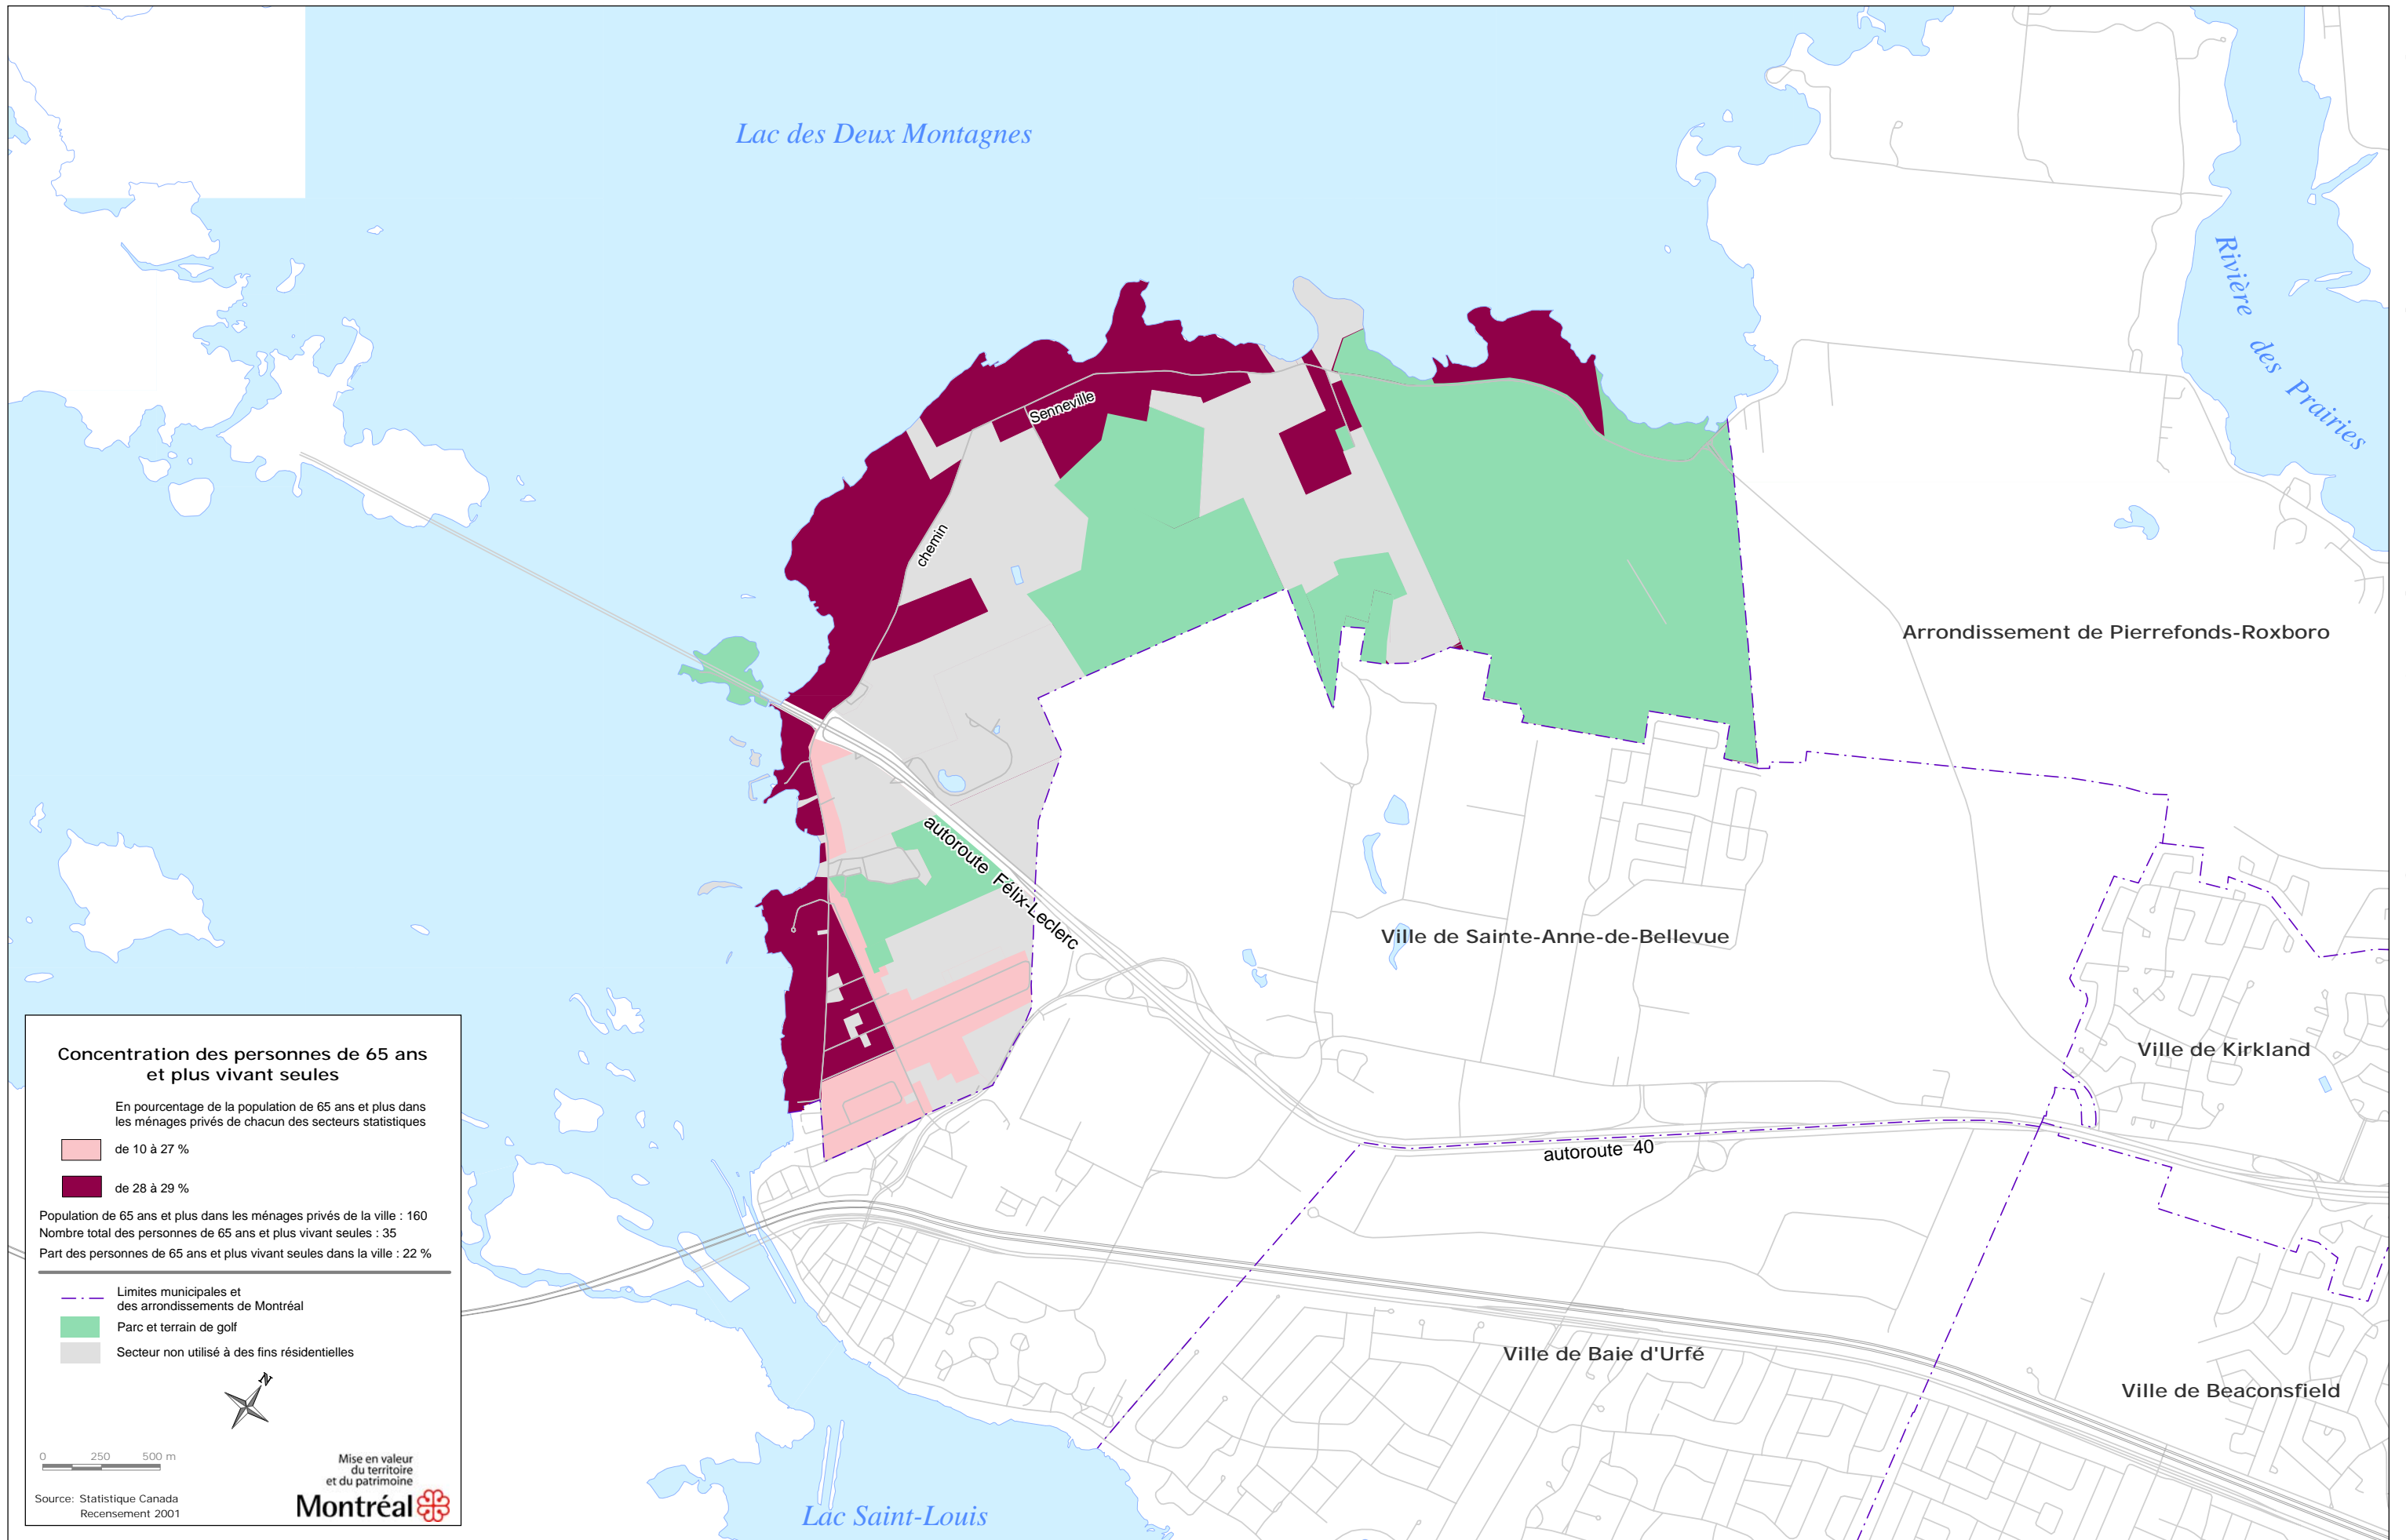 Lac des Deux Montagnes
Rivière
des Prairies
Senneville
chemin
Arrondissement de Pierrefonds-Roxboro
autoroute Félix-Leclerc
Ville de Sainte-Anne-de-Bellevue
Ville de Kirkland
autoroute 40
Ville de Baie d'Urfé
Ville de Beaconsfield
Lac Saint-Louis
Concentration des personnes de 65 ans
et plus vivant seules
En pourcentage de la population de 65 ans et plus dans
les ménages privés de chacun des secteurs statistiques
de 10 à 27 %
de 28 à 29 %
Population de 65 ans et plus dans les ménages privés de la ville : 160
Nombre total des personnes de 65 ans et plus vivant seules : 35
Part des personnes de 65 ans et plus vivant seules dans la ville : 22 %
Limites municipales et
des arrondissements de Montréal
Parc et terrain de golf
Secteur non utilisé à des fins résidentielles
N
0 250 500 m
Mise en valeur
du territoire
et du patrimoine
Montréal
Source: Statistique Canada
Recensement 2001